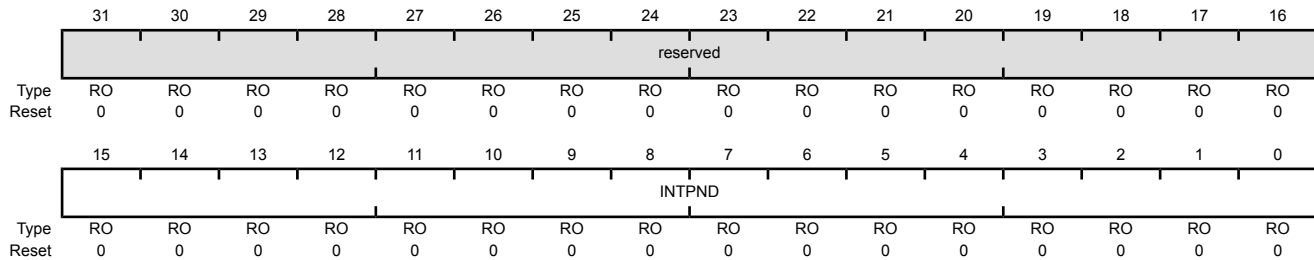 31 30 29 28 27 26 25 24 23 22 21 20 19 18 17 16
reserved
Type RO RO RO RO RO RO RO RO RO RO RO RO RO RO RO RO
Reset 0 0 0 0 0 0 0 0 0 0 0 0 0 0 0 0
15 14 13 12 11 10 9 8 7 6 5 4 3 2 1 0
INTPND
Type RO RO RO RO RO RO RO RO RO RO RO RO RO RO RO RO
Reset 0 0 0 0 0 0 0 0 0 0 0 0 0 0 0 0